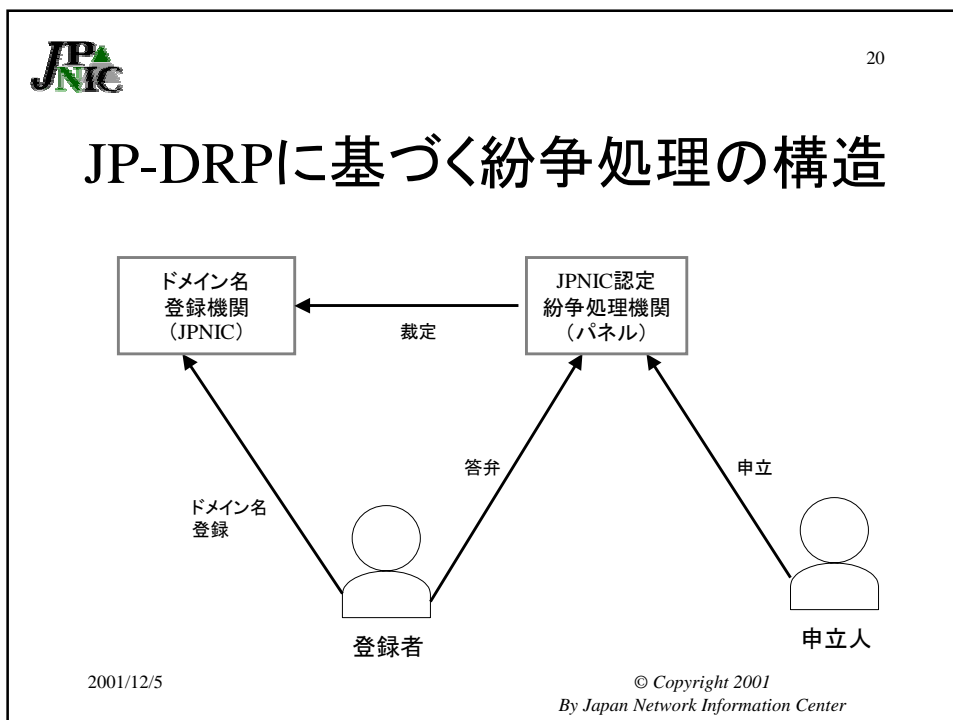 JP
NIC
20
JP-DRPに基づく紛争処理の構造
ドメイン名
登録機関
（JPNIC）
裁定
JPNIC認定
紛争処理機関
（パネル）
答弁
申立
ドメイン名
登録
登録者
申立人
2001/12/5
© Copyright 2001
By Japan Network Information Center